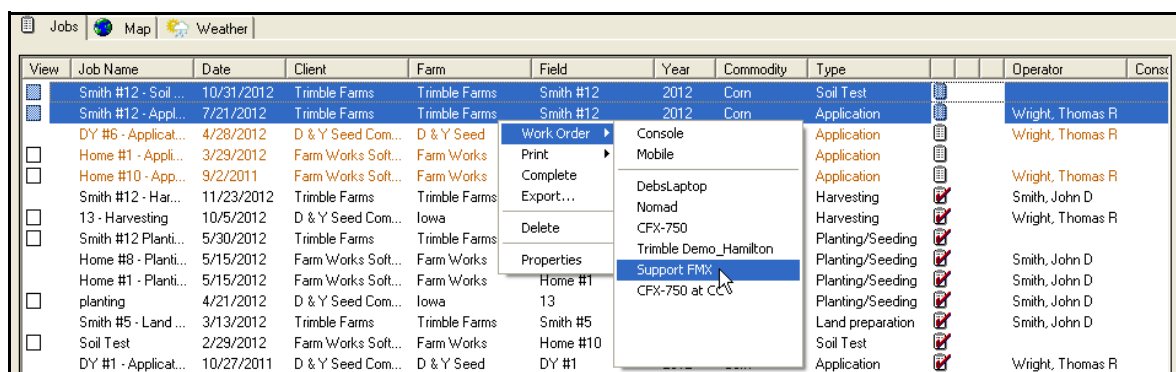 Jobs Map Weather
View Job Name Date Client Farm Field Year Commodity Type Operator Conso
Smith #12 - Soil ... 10/31/2012 Trimble Farms Trimble Farms Smith #12 2012 Corn Soil Test
Smith #12 - Appl... 7/21/2012 Trimble Farms Trimble Farms Smith #12 2012 Corn Application Wright, Thomas R
DY #6 - Applicat... 4/28/2012 D & Y Seed Com... D & Y Seed Work Order Console Application Wright, Thomas R
Home #1 - Appli... 3/29/2012 Farm Works Soft... Farm Works Print Mobile Application
Home #10 - App... 9/2/2011 Farm Works Soft... Farm Works Complete DebsLaptop Application Wright, Thomas R
Smith #12 - Har... 11/23/2012 Trimble Farms Trimble Farms Export... Nomad Harvesting Smith, John D
13 - Harvesting 10/5/2012 D & Y Seed Com... Iowa Delete CFX-750 Harvesting Wright, Thomas R
Smith #12 Planti... 5/30/2012 Trimble Farms Trimble Farms Trimble Demo_Hamilton Planting/Seeding
Home #8 - Planti... 5/15/2012 Farm Works Soft... Farm Works Properties Support FMX Planting/Seeding Smith, John D
Home #1 - Planti... 5/15/2012 Farm Works Soft... Farm Works Home #1 CFX-750 at CC Planting/Seeding Smith, John D
planting 4/21/2012 D & Y Seed Com... Iowa 13 Planting/Seeding Smith, John D
Smith #5 - Land ... 3/13/2012 Trimble Farms Trimble Farms Smith #5 Land preparation Smith, John D
Soil Test 2/29/2012 Farm Works Soft... Farm Works Home #10 Soil Test
DY #1 - Applicat... 10/27/2011 D & Y Seed Com... D & Y Seed DY #1 Application Wright, Thomas R